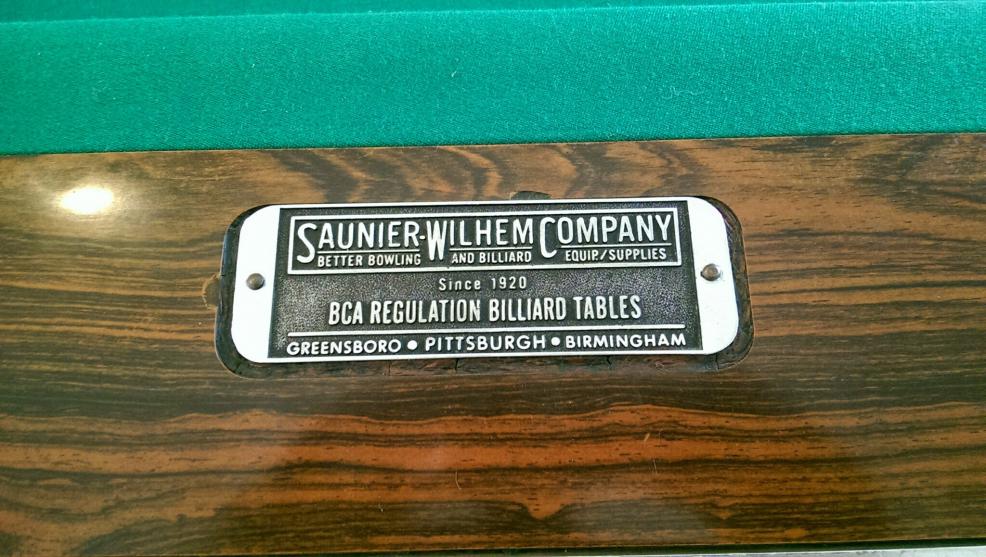 SAUNIER-WILHEM COMPANY
BETTER BOWLING AND BILLIARD EQUIP./SUPPLIES
Since 1920
BCA REGULATION BILLIARD TABLES
GREENSBORO • PITTSBURGH • BIRMINGHAM